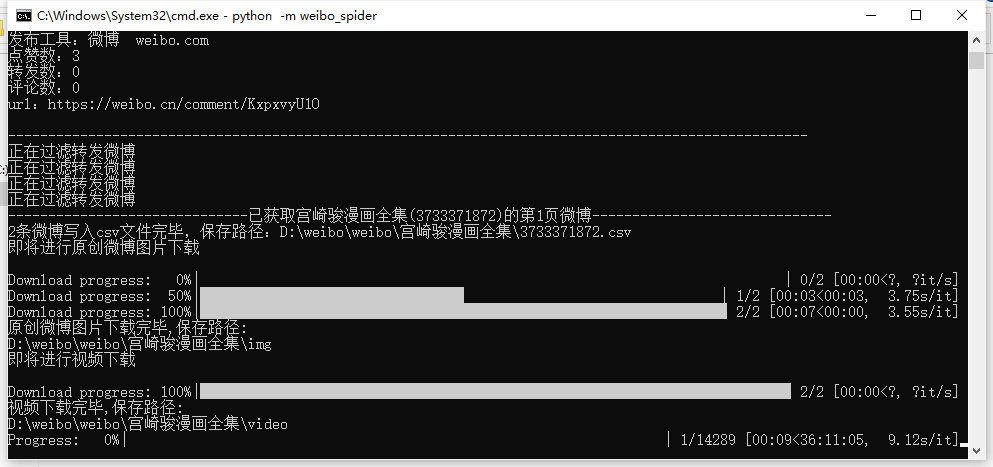 C:\Windows\System32\cmd.exe - python  -m weibo_spider
发布工具：微博  weibo.com
点赞数：3
转发数：0
评论数：0
url：https://weibo.cn/comment/KxpxvyUlO
----------------------------------------------------------------------------------------------------
正在过滤转发微博
正在过滤转发微博
正在过滤转发微博
正在过滤转发微博
------------------------------已获取宫崎骏漫画全集(3733371872)的第1页微博------------------------------
2条微博写入csv文件完毕，保存路径：D:\weibo\weibo\宫崎骏漫画全集\3733371872.csv
即将进行原创微博图片下载
Download progress:   0%| | 0/2 [00:00<?, ?it/s]
Download progress:  50%| | 1/2 [00:03<00:03,  3.75s/it]
Download progress: 100%| 2/2 [00:07<00:00,  3.55s/it]
原创微博图片下载完毕,保存路径:
D:\weibo\weibo\宫崎骏漫画全集\img
即将进行视频下载
Download progress: 100%| 2/2 [00:00<?, ?it/s]
视频下载完毕,保存路径:
D:\weibo\weibo\宫崎骏漫画全集\video
Progress:   0%| | 1/14289 [00:09<36:11:05,  9.12s/it]